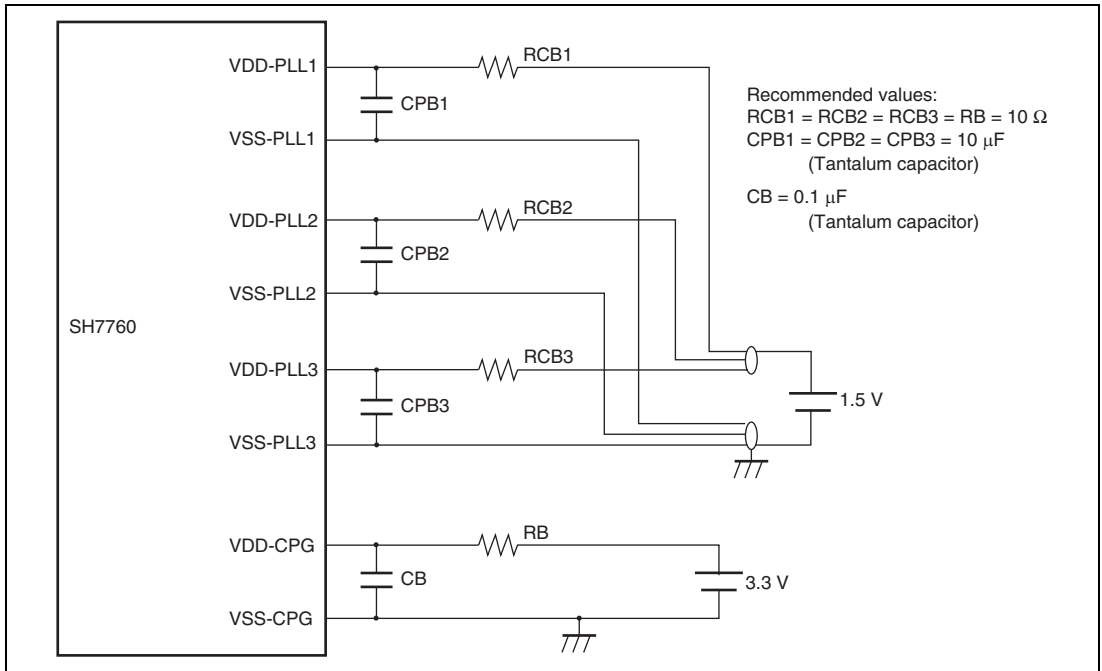 VDD-PLL1
RCB1
CPB1
VSS-PLL1
Recommended values:
RCB1 = RCB2 = RCB3 = RB = 10 Ω
CPB1 = CPB2 = CPB3 = 10 μF
(Tantalum capacitor)
CB = 0.1 μF
(Tantalum capacitor)
VDD-PLL2
RCB2
CPB2
VSS-PLL2
SH7760
VDD-PLL3
RCB3
CPB3
1.5 V
VSS-PLL3
VDD-CPG
RB
CB
3.3 V
VSS-CPG